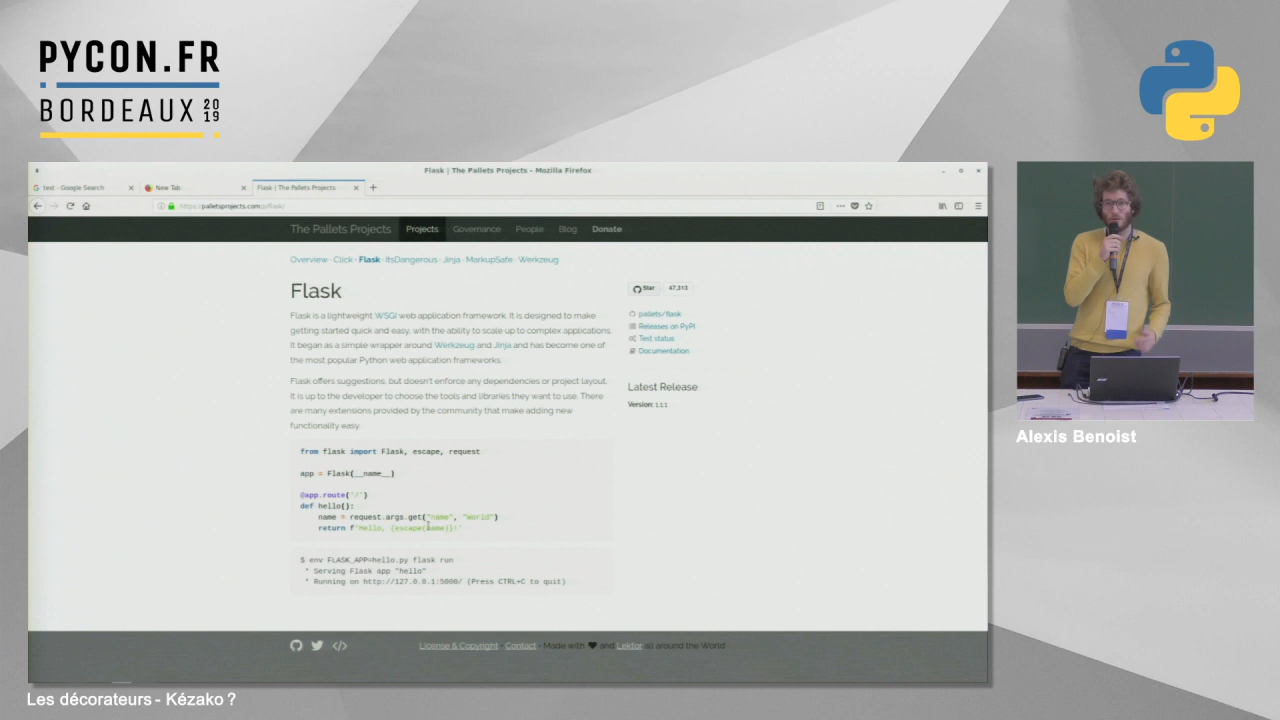 PYCON.FR
BORDEAUX 2019
Flask | The Pallets Projects - Mozilla Firefox
test - Google Search
New Tab
Flask | The Pallets Projects
https://palletsprojects.com/p/flask/
The Pallets Projects Projects Governance People Blog Donate
Overview · Click · Flask · ItsDangerous · Jinja · MarkupSafe · Werkzeug
Flask
Flask is a lightweight WSGI web application framework. It is designed to make
getting started quick and easy, with the ability to scale up to complex applications.
It began as a simple wrapper around Werkzeug and Jinja and has become one of
the most popular Python web application frameworks.
Flask offers suggestions, but doesn't enforce any dependencies or project layout.
It is up to the developer to choose the tools and libraries they want to use. There
are many extensions provided by the community that make adding new
functionality easy.
from flask import Flask, escape, request
app = Flask(__name__)
@app.route('/')
def hello():
name = request.args.get("name", "World")
return f'Hello, {escape(name)}!'
$ env FLASK_APP=hello.py flask run
* Serving Flask app "hello"
* Running on http://127.0.0.1:5000/ (Press CTRL+C to quit)
Star 47,313
pallets/flask
Releases on PyPI
Test status
Documentation
Latest Release
Version: 1.1.1
License & Copyright · Contact · Made with ❤ and Lektor all around the World
Alexis Benoist
Les décorateurs - Kézako ?